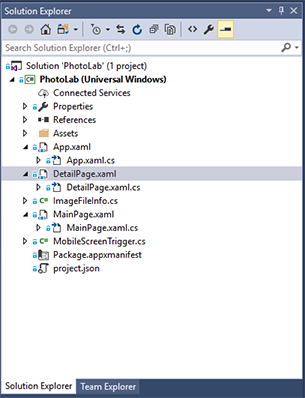 Solution Explorer
Search Solution Explorer (Ctrl+;)
Solution 'PhotoLab' (1 project)
C# PhotoLab (Universal Windows)
Connected Services
Properties
References
Assets
App.xaml
App.xaml.cs
DetailPage.xaml
DetailPage.xaml.cs
C# ImageFileInfo.cs
MainPage.xaml
MainPage.xaml.cs
C# MobileScreenTrigger.cs
Package.appxmanifest
project.json
Solution Explorer Team Explorer